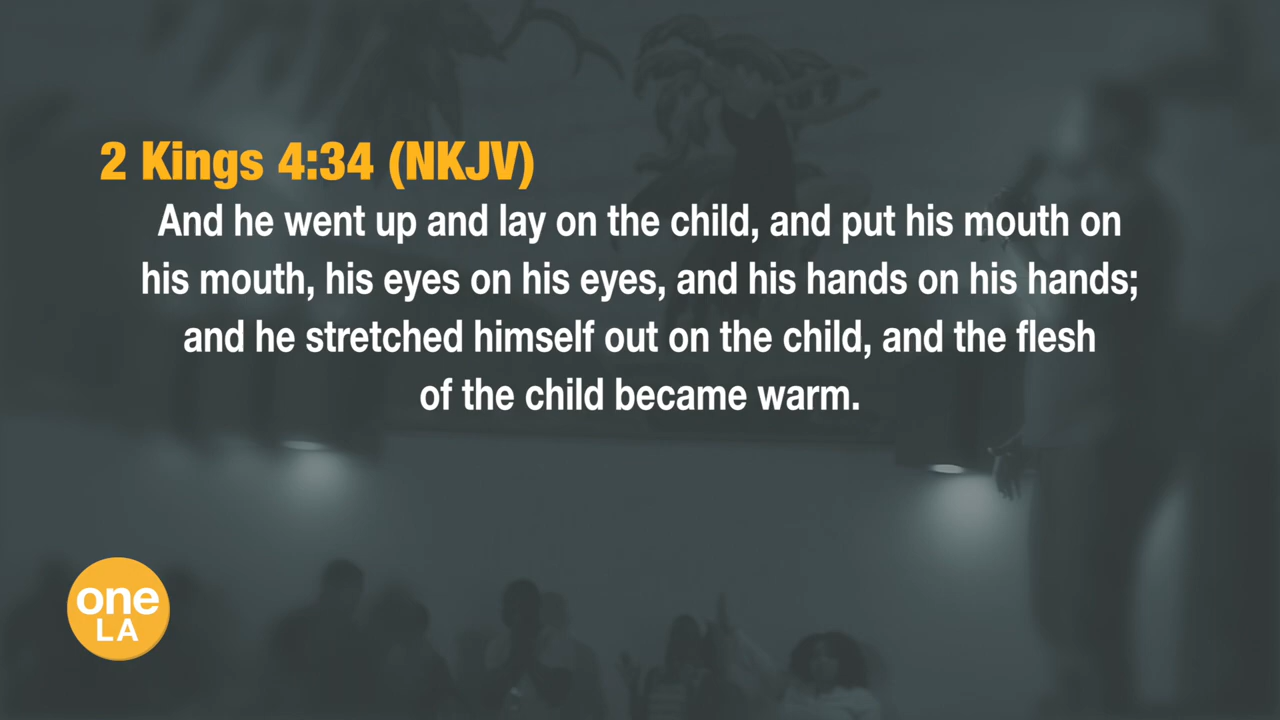 2 Kings 4:34 (NKJV)
And he went up and lay on the child, and put his mouth on
his mouth, his eyes on his eyes, and his hands on his hands;
and he stretched himself out on the child, and the flesh
of the child became warm.
one
LA